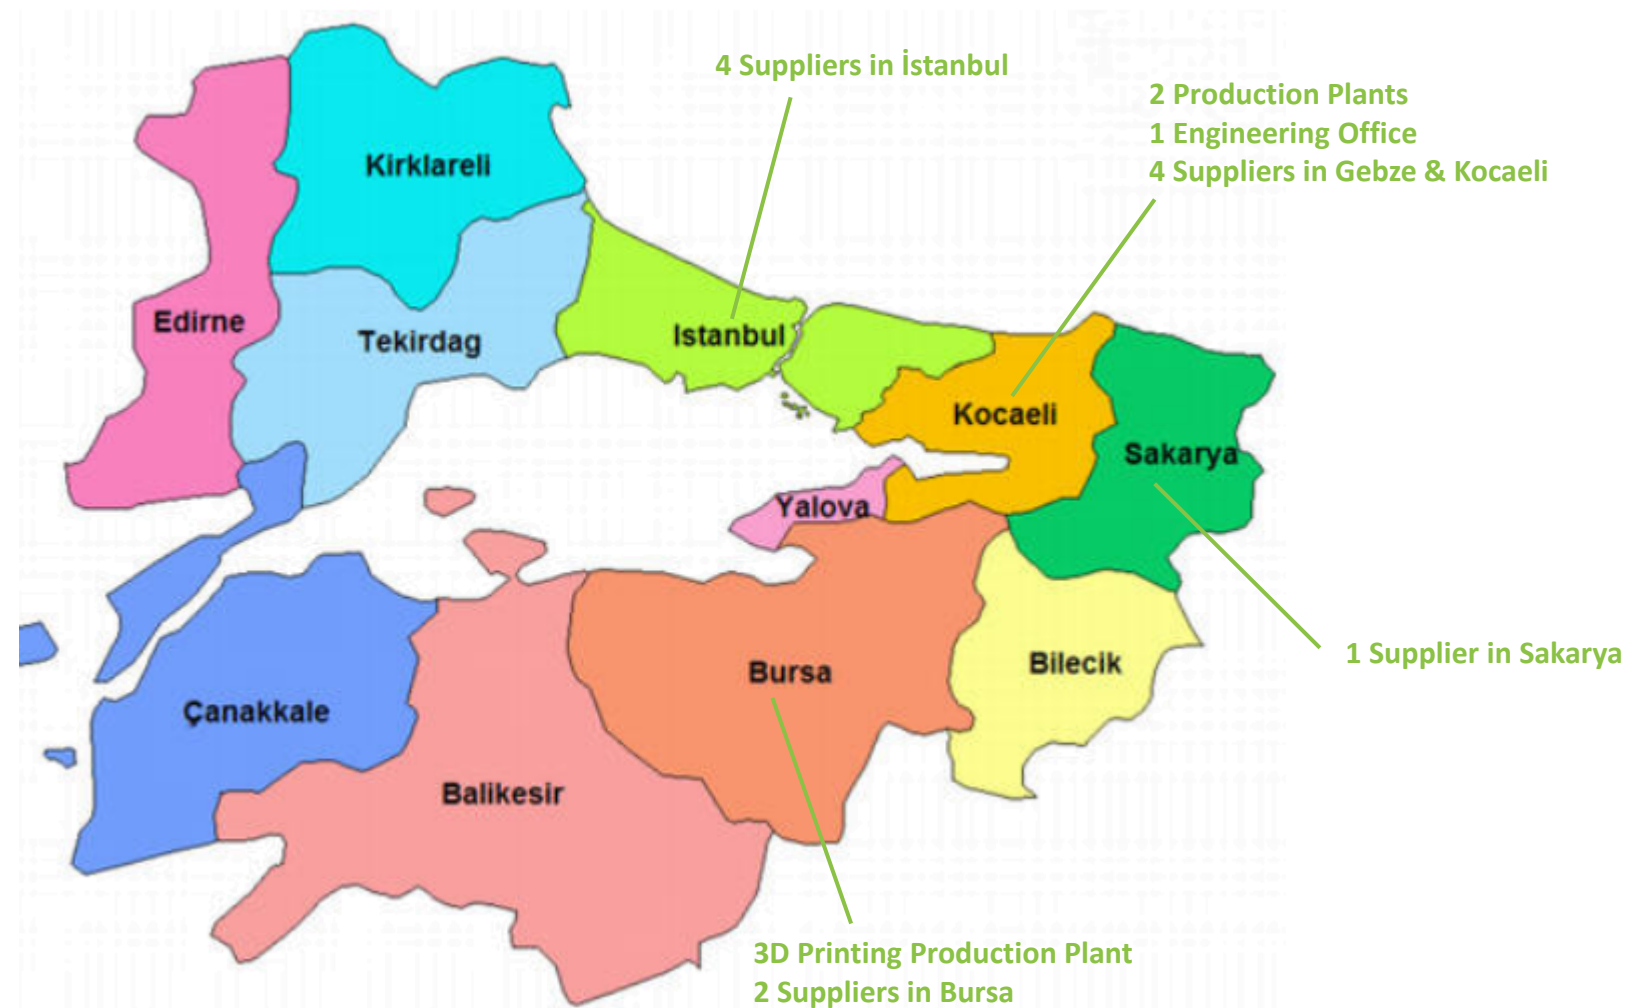 4 Suppliers in İstanbul
2 Production Plants
1 Engineering Office
4 Suppliers in Gebze & Kocaeli
Kirklareli
Edirne
Tekirdag
Istanbul
Kocaeli
Sakarya
Yalova
1 Supplier in Sakarya
Bursa
Bilecik
Çanakkale
Balikesir
3D Printing Production Plant
2 Suppliers in Bursa